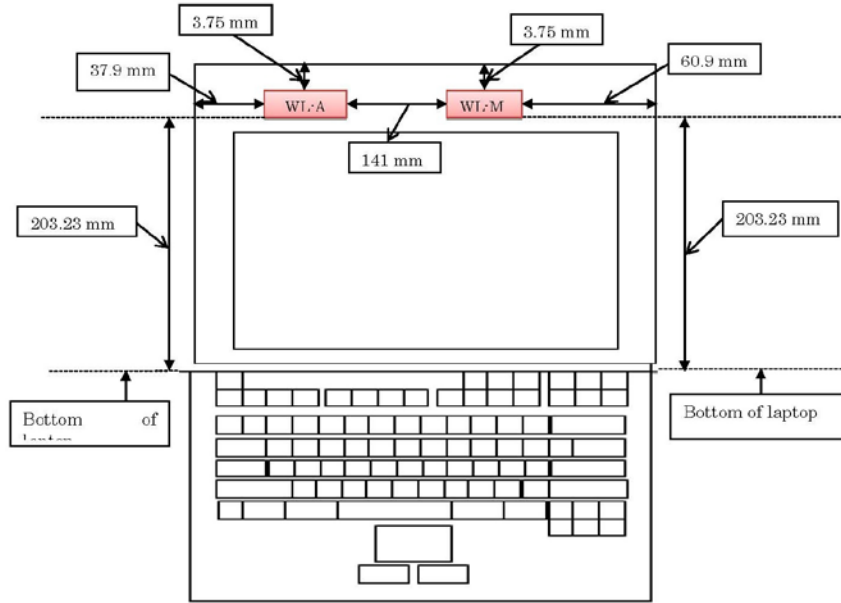 3.75 mm
3.75 mm
37.9 mm
60.9 mm
WL-A
WL-M
141 mm
203.23 mm
203.23 mm
Bottom of
Bottom of laptop